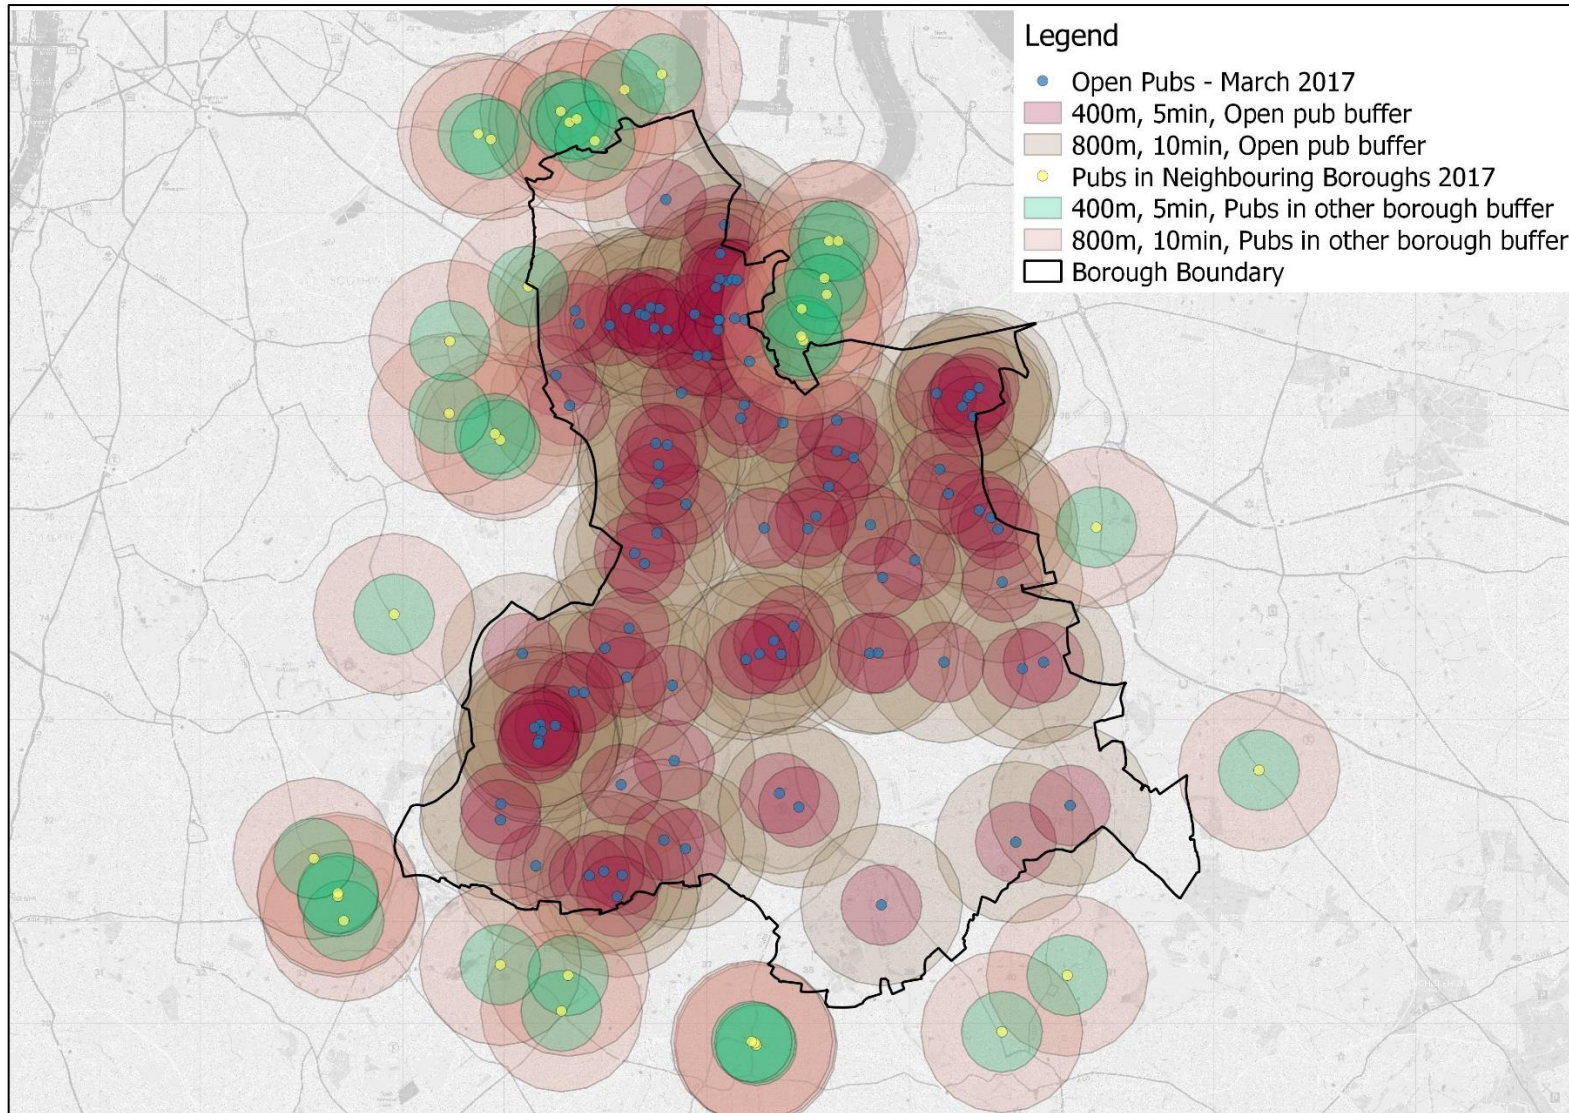 Legend
Open Pubs - March 2017
400m, 5min, Open pub buffer
800m, 10min, Open pub buffer
Pubs in Neighbouring Boroughs 2017
400m, 5min, Pubs in other borough buffer
800m, 10min, Pubs in other borough buffer
Borough Boundary